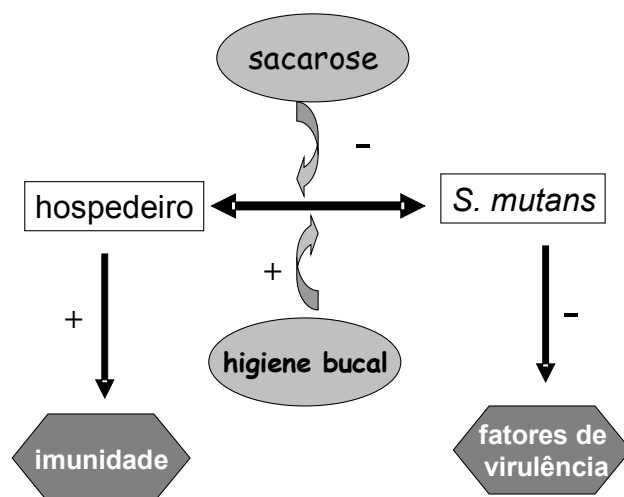 sacarose
-
hospedeiro
S. mutans
+
+
-
higiene bucal
imunidade
fatores de
virulência